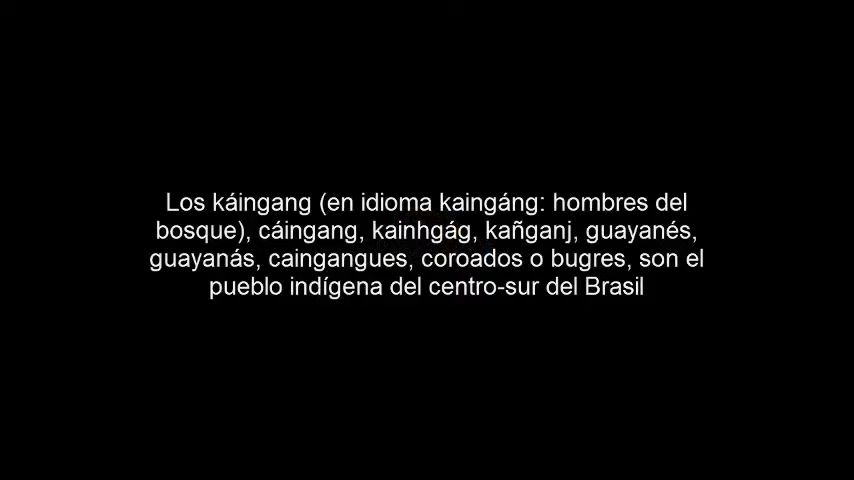 Los káingang (en idioma kaingáng: hombres del
bosque), cáingang, kainhgág, kañganj, guayanés,
guayanás, caingangues, coroados o bugres, son el
pueblo indígena del centro-sur del Brasil